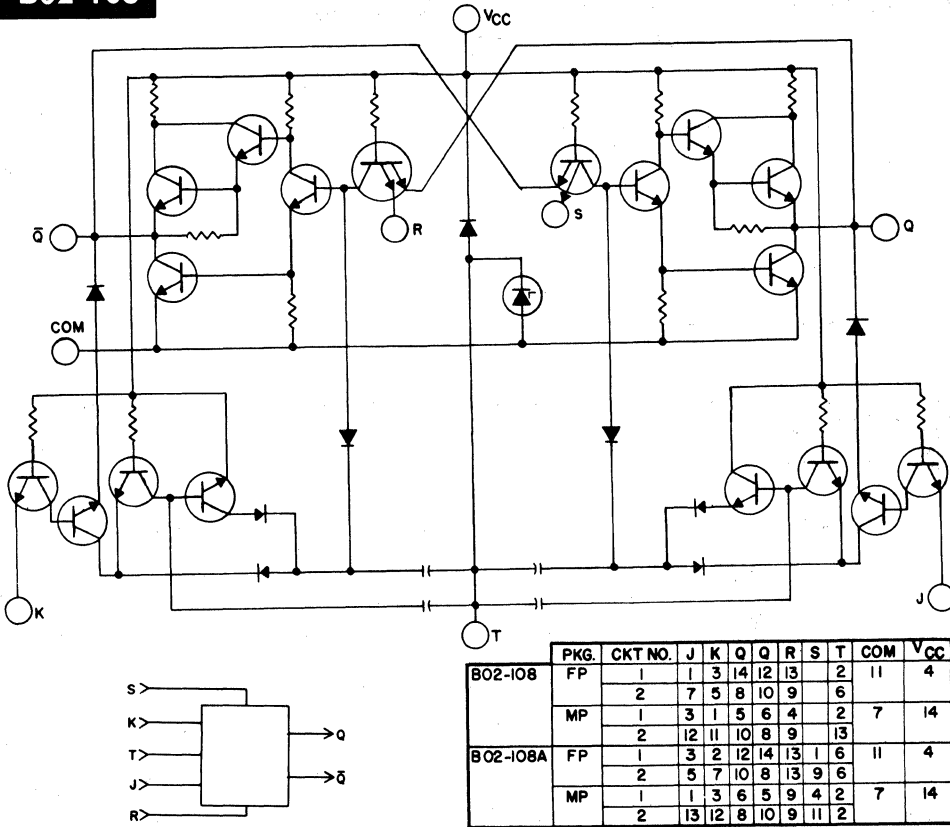 B02-108
VCC
R
S
Q̅
Q
COM
K
J
T
S
K
T
J
R
Q
Q̅
PKG. CKT NO. J K Q Q R S T COM VCC
B02-108 FP 1 1 3 14 12 13 2 11 4
2 7 5 8 10 9 6
MP 1 3 1 5 6 4 2 7 14
2 12 11 10 8 9 13
B02-108A FP 1 3 2 12 14 13 1 6 11 4
2 5 7 10 8 13 9 6
MP 1 1 3 6 5 9 4 2 7 14
2 13 12 8 10 9 11 2